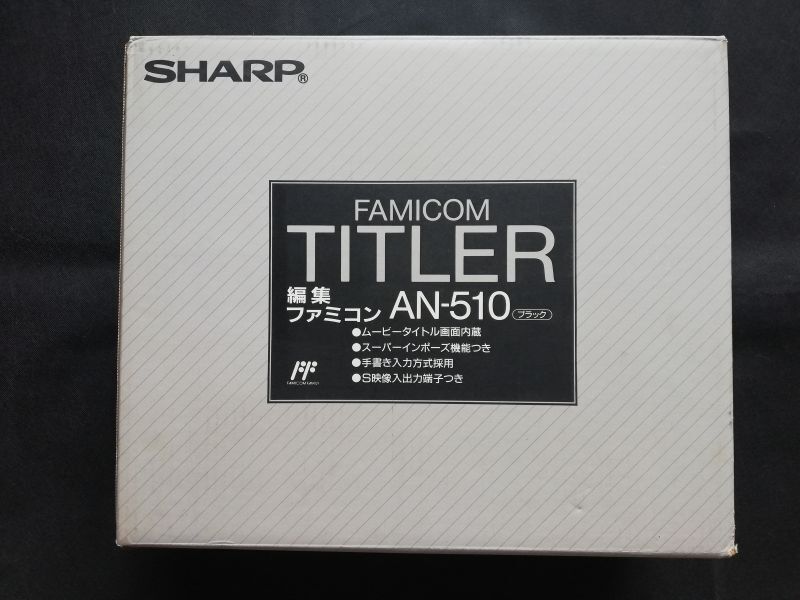 SHARP®
FAMICOM
TITLER
編集
ファミコン AN-510 ブラック
●ムービータイトル画面内蔵
●スーパーインポーズ機能つき
●手書き入力方式採用
●S映像入出力端子つき
FAMICOM FAMILY